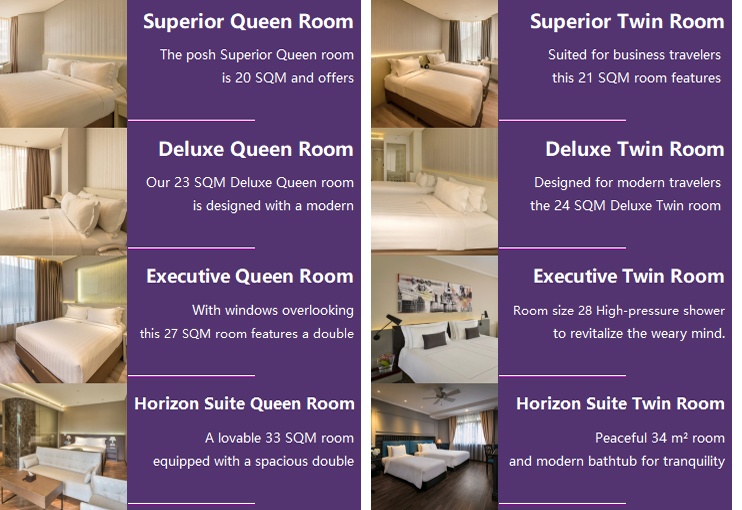 Superior Queen Room
The posh Superior Queen room
is 20 SQM and offers
Deluxe Queen Room
Our 23 SQM Deluxe Queen room
is designed with a modern
Executive Queen Room
With windows overlooking
this 27 SQM room features a double
Horizon Suite Queen Room
A lovable 33 SQM room
equipped with a spacious double
Superior Twin Room
Suited for business travelers
this 21 SQM room features
Deluxe Twin Room
Designed for modern travelers
the 24 SQM Deluxe Twin room
Executive Twin Room
Room size 28 High-pressure shower
to revitalize the weary mind.
Horizon Suite Twin Room
Peaceful 34 m² room
and modern bathtub for tranquility